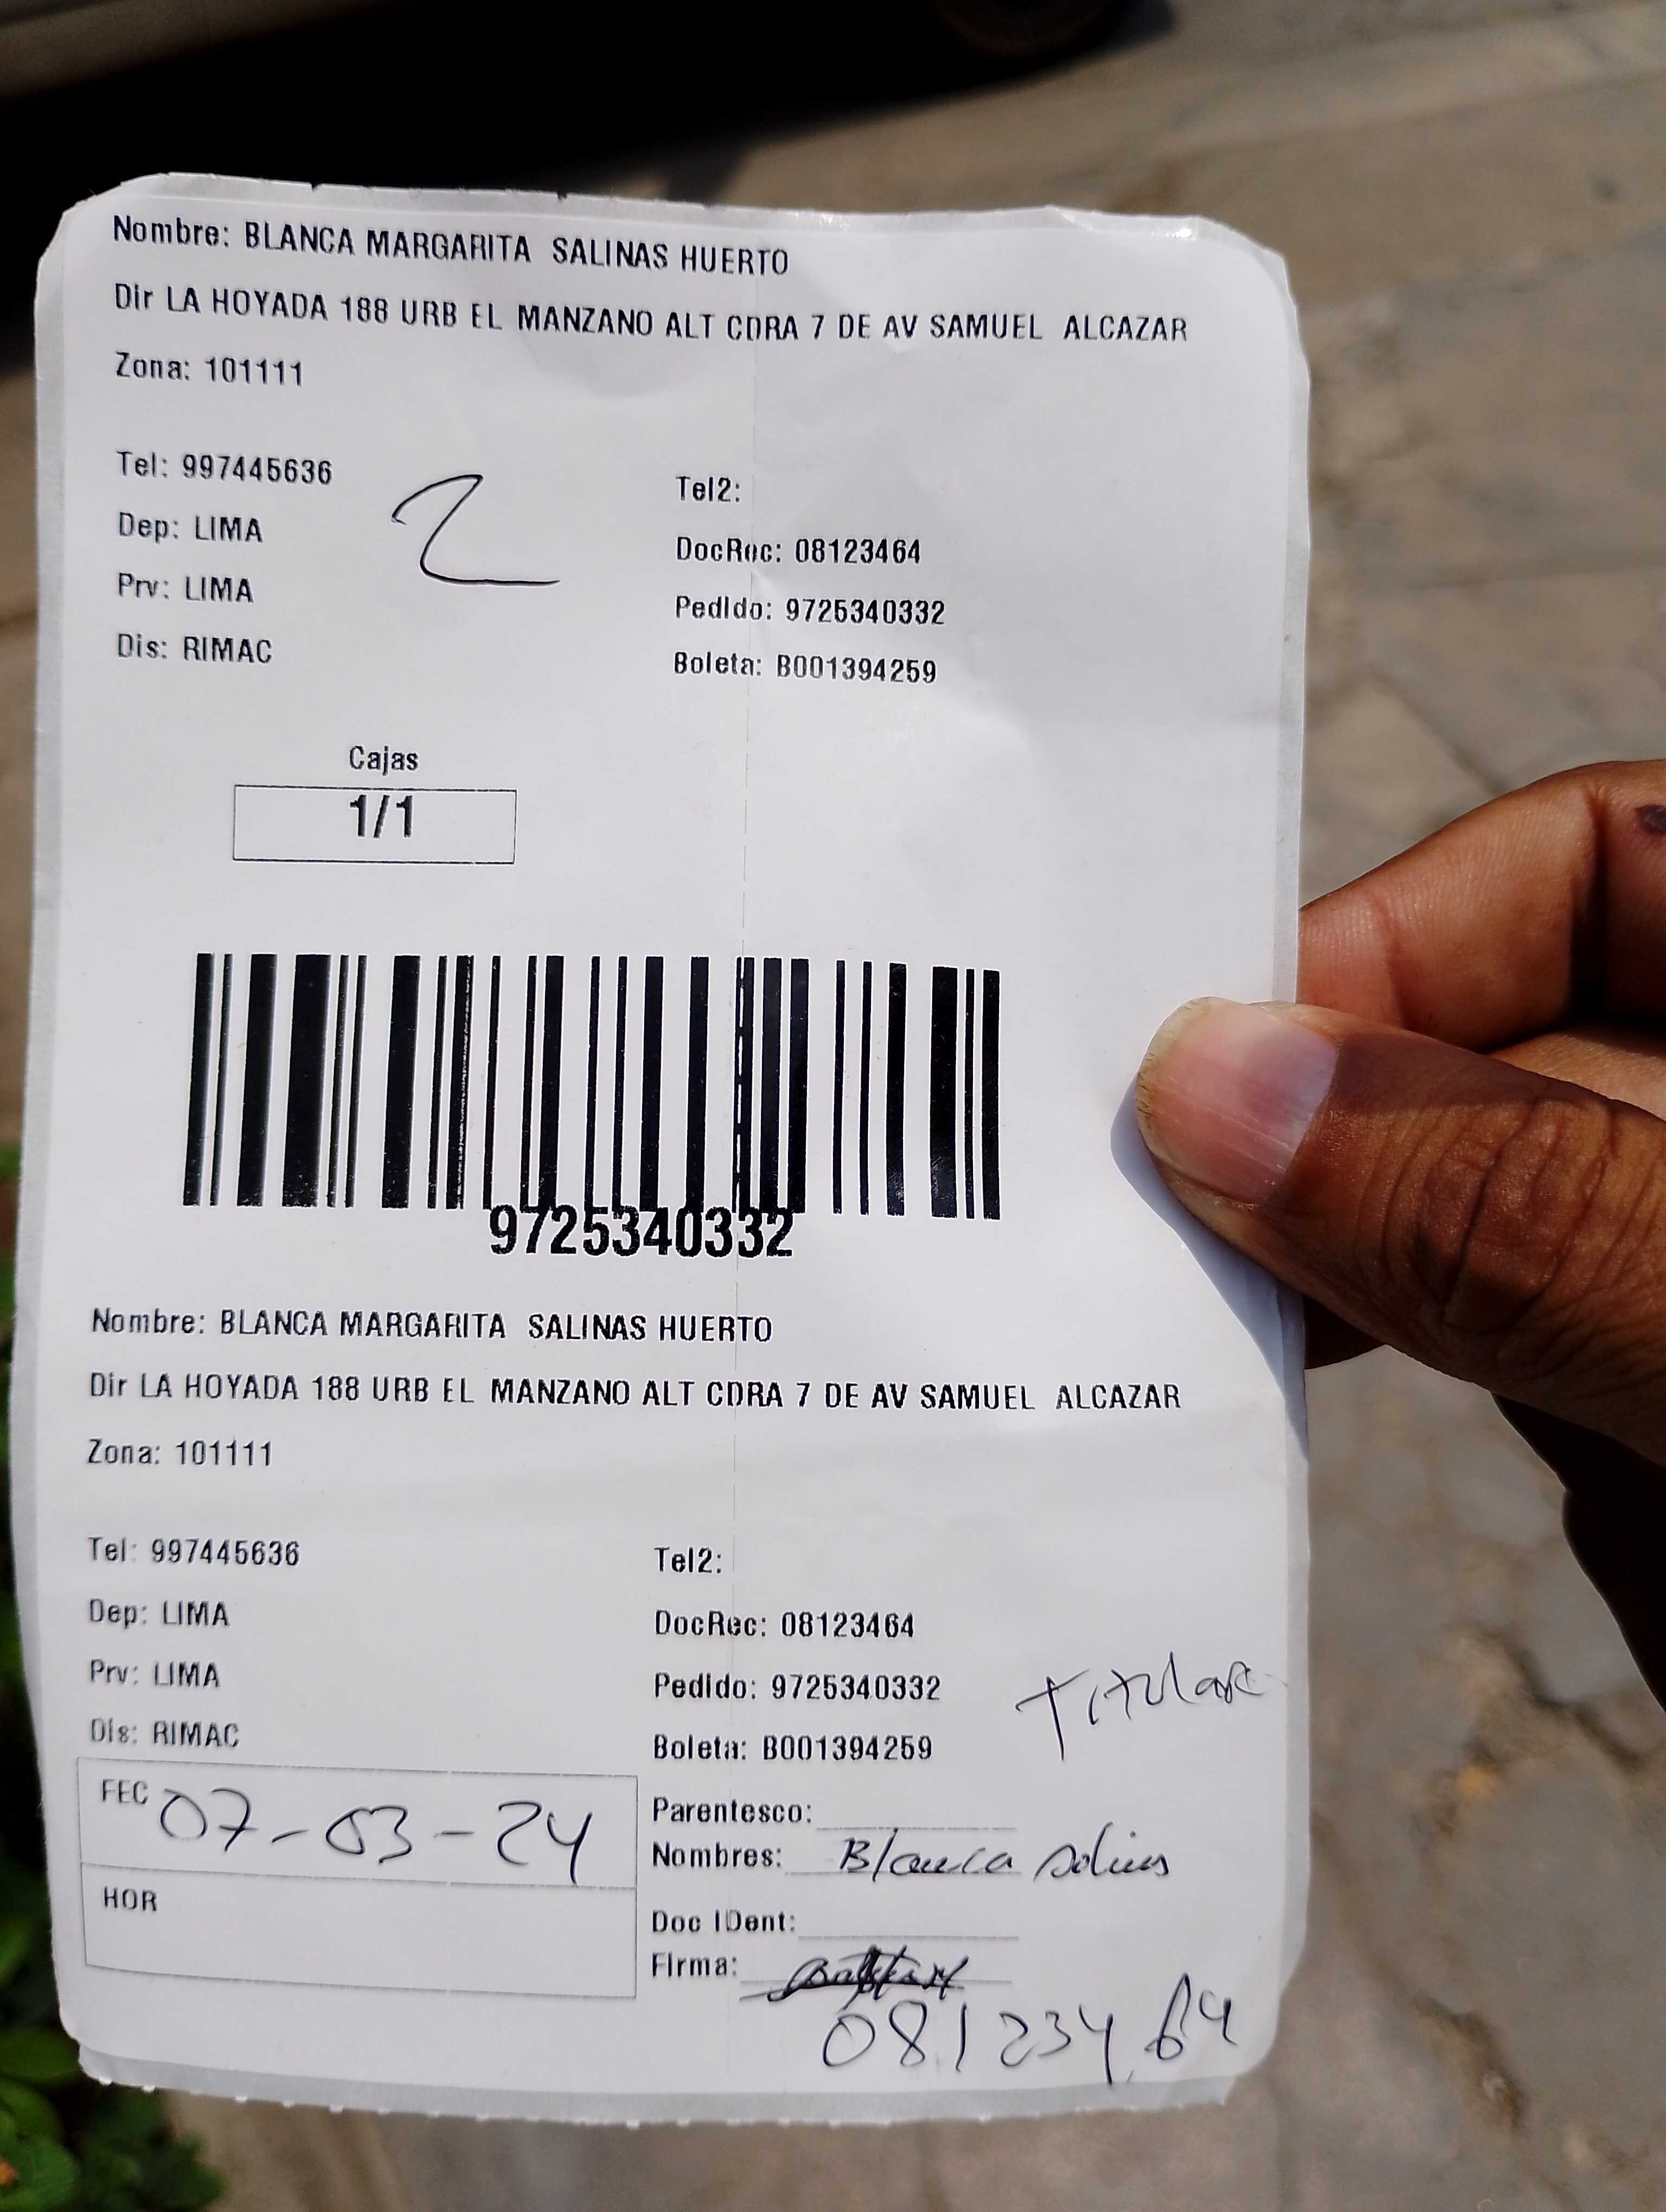 Nombre: BLANCA MARGARITA SALINAS HUERTO
Dir LA HOYADA 188 URB EL MANZANO ALT CDRA 7 DE AV SAMUEL ALCAZAR
Zona: 101111
Tel: 997445636
Tel2:
2
Dep: LIMA
DocRec: 08123464
Prv: LIMA
Pedido: 9725340332
Dis: RIMAC
Boleta: B001394259
Cajas
1/1
9725340332
Nombre: BLANCA MARGARITA SALINAS HUERTO
Dir LA HOYADA 188 URB EL MANZANO ALT CDRA 7 DE AV SAMUEL ALCAZAR
Zona: 101111
Tel: 997445636
Tel2:
Dep: LIMA
DocRec: 08123464
Prv: LIMA
Pedido: 9725340332
Titular
Dis: RIMAC
Boleta: B001394259
FEC 07-03-24
Parentesco:
Nombres: Blanca Salinas
HOR
Doc IDent:
Firma:
08123464